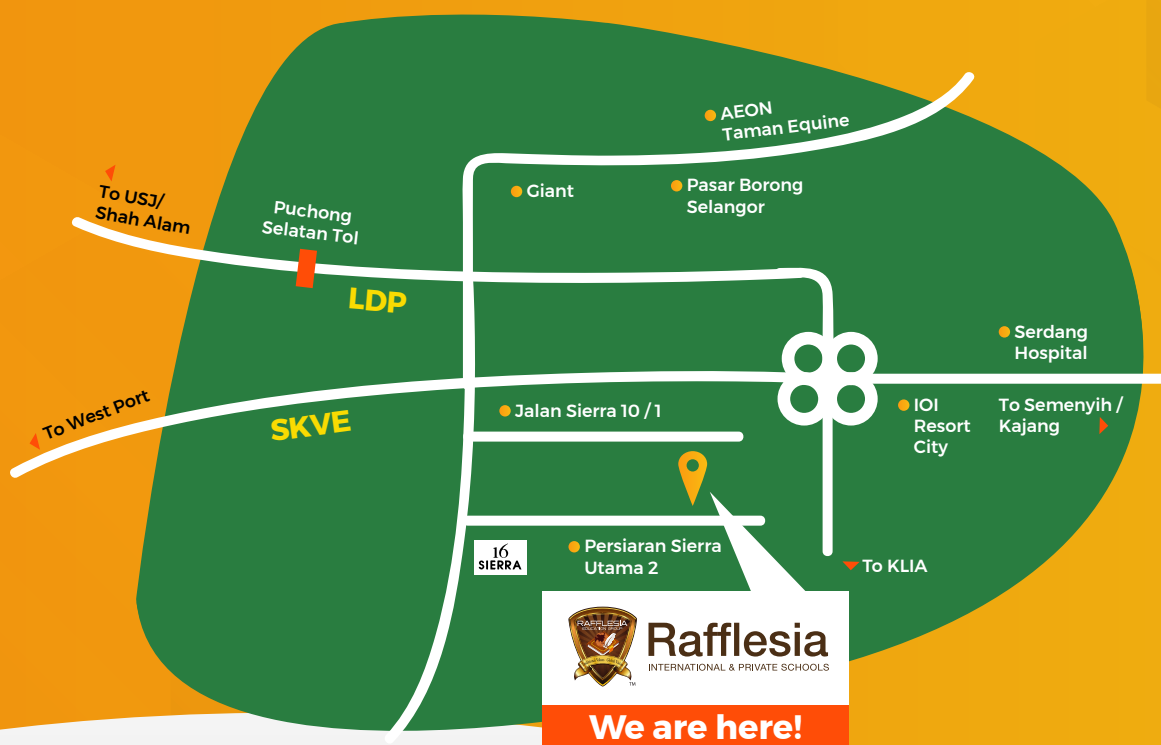 AEON
Taman Equine
Giant
Pasar Borong
Selangor
To USJ/
Shah Alam
Puchong
Selatan Tol
LDP
Serdang
Hospital
To West Port
SKVE
Jalan Sierra 10 / 1
IOI
Resort
City
To Semenyih /
Kajang
16
SIERRA
Persiaran Sierra
Utama 2
To KLIA
RAFFLESIA
Rafflesia
INTERNATIONAL & PRIVATE SCHOOLS
TM
We are here!